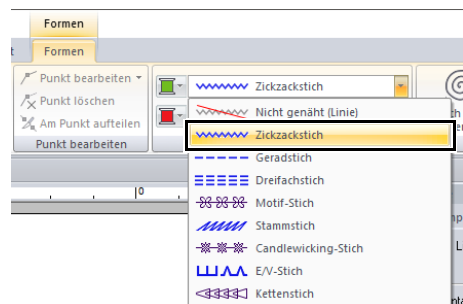 Formen
Formen
Punkt bearbeiten
Punkt löschen
Am Punkt aufteilen
Punkt bearbeiten
Zickzackstich
Nicht genäht (Linie)
Zickzackstich
Geradstich
Dreifachstich
Motif-Stich
Stammstich
Candlewicking-Stich
E/V-Stich
Kettenstich
0